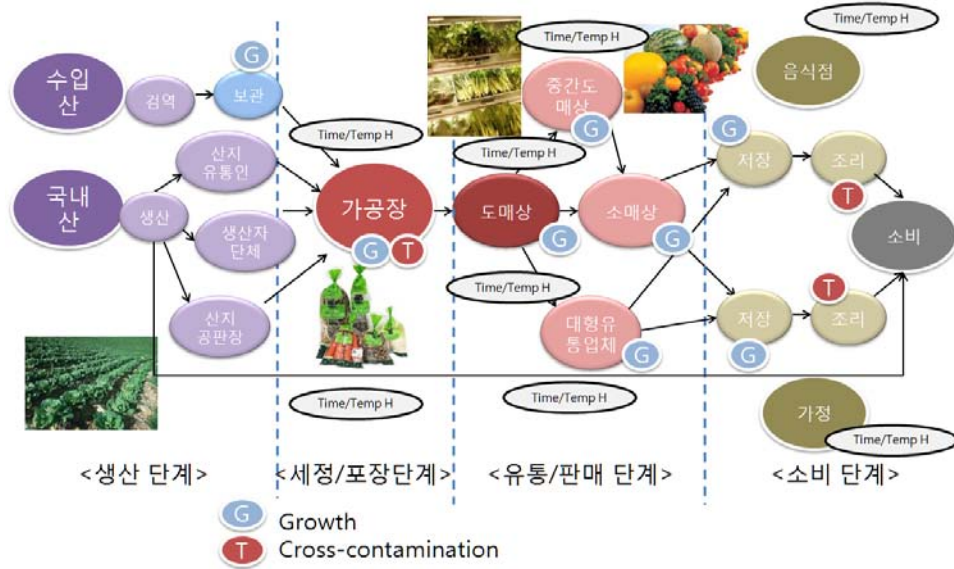 Time/Temp H
Time/Temp H
G
수입
산
검역
보관
음식점
중간도
매상
G
Time/Temp H
산지
유통인
Time/Temp H
G
저장
조리
T
국내
산
생산
생산자
단체
가공장
G
T
도매상
G
소매상
G
소비
Time/Temp H
산지
공판장
대형유
통업체
G
저장
G
T
조리
Time/Temp H
Time/Temp H
가정
Time/Temp H
<생산 단계>
<세정/포장단계>
<유통/판매 단계>
<소비 단계>
G
Growth
T
Cross-contamination